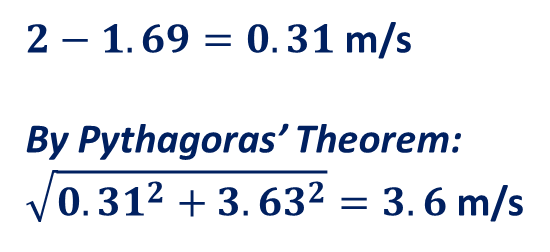 2 − 1.69 = 0.31 m/s
By Pythagoras’ Theorem:
√0.31² + 3.63² = 3.6 m/s